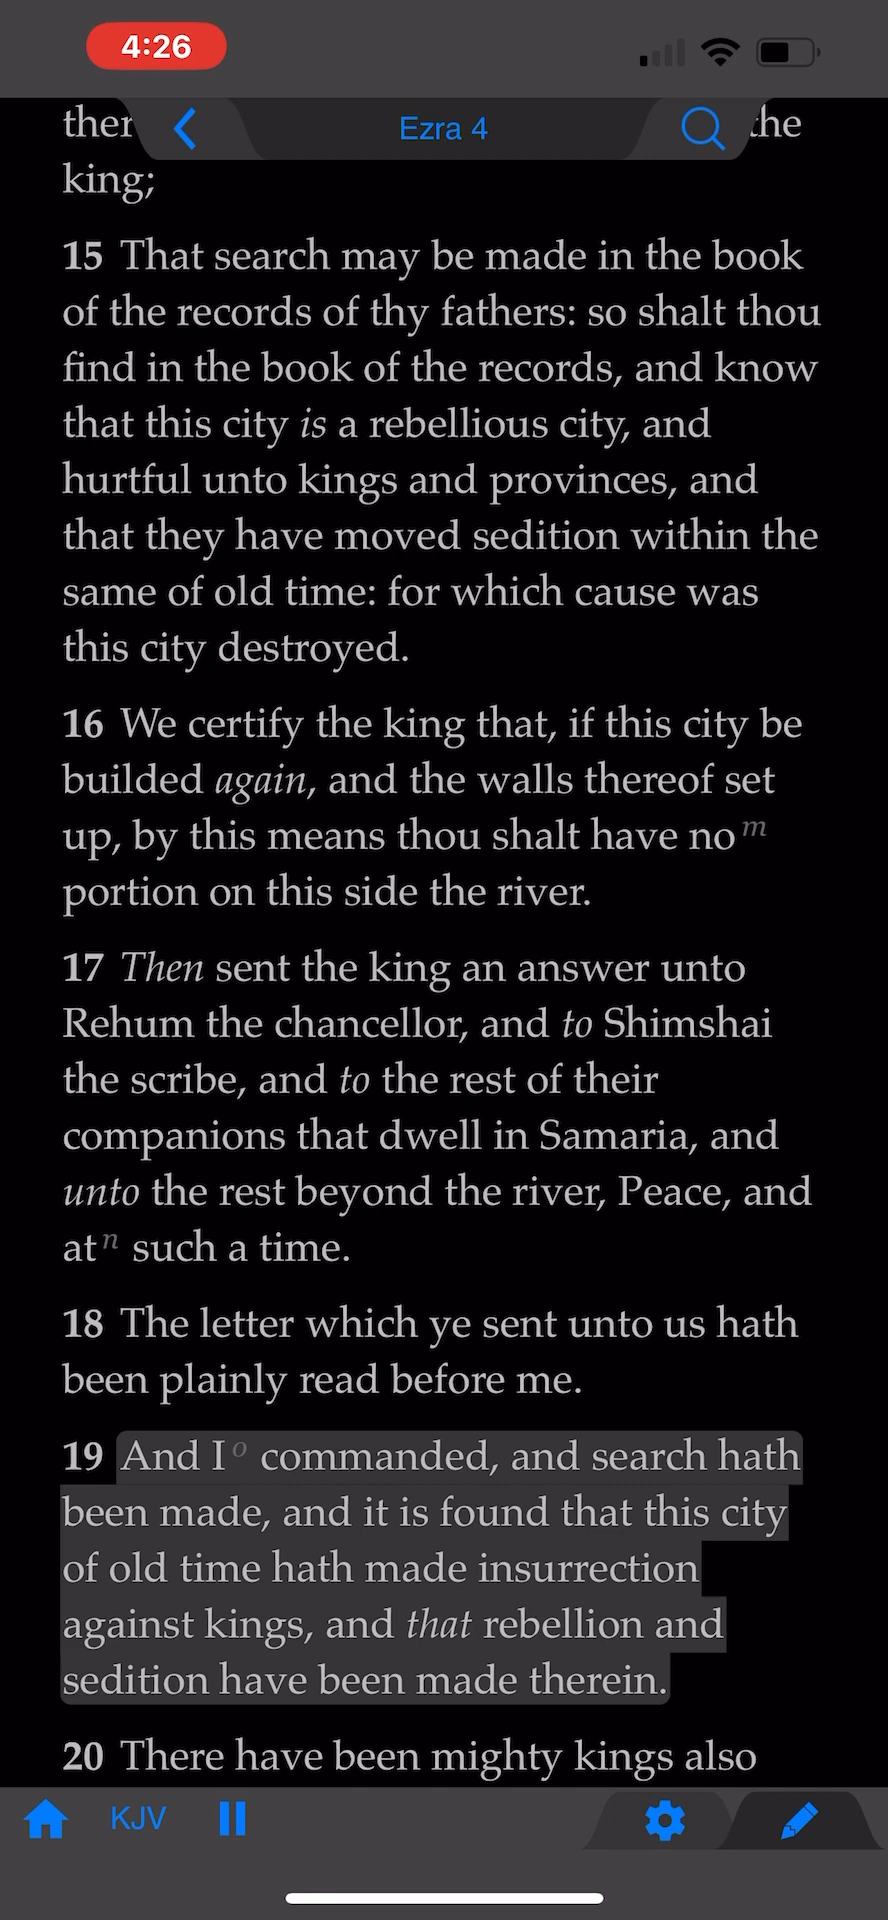 4:26
ther
Ezra 4
the
king;
15 That search may be made in the book
of the records of thy fathers: so shalt thou
find in the book of the records, and know
that this city is a rebellious city, and
hurtful unto kings and provinces, and
that they have moved sedition within the
same of old time: for which cause was
this city destroyed.
16 We certify the king that, if this city be
builded again, and the walls thereof set
up, by this means thou shalt have no m
portion on this side the river.
17 Then sent the king an answer unto
Rehum the chancellor, and to Shimshai
the scribe, and to the rest of their
companions that dwell in Samaria, and
unto the rest beyond the river, Peace, and
at n such a time.
18 The letter which ye sent unto us hath
been plainly read before me.
19 And I o commanded, and search hath
been made, and it is found that this city
of old time hath made insurrection
against kings, and that rebellion and
sedition have been made therein.
20 There have been mighty kings also
KJV